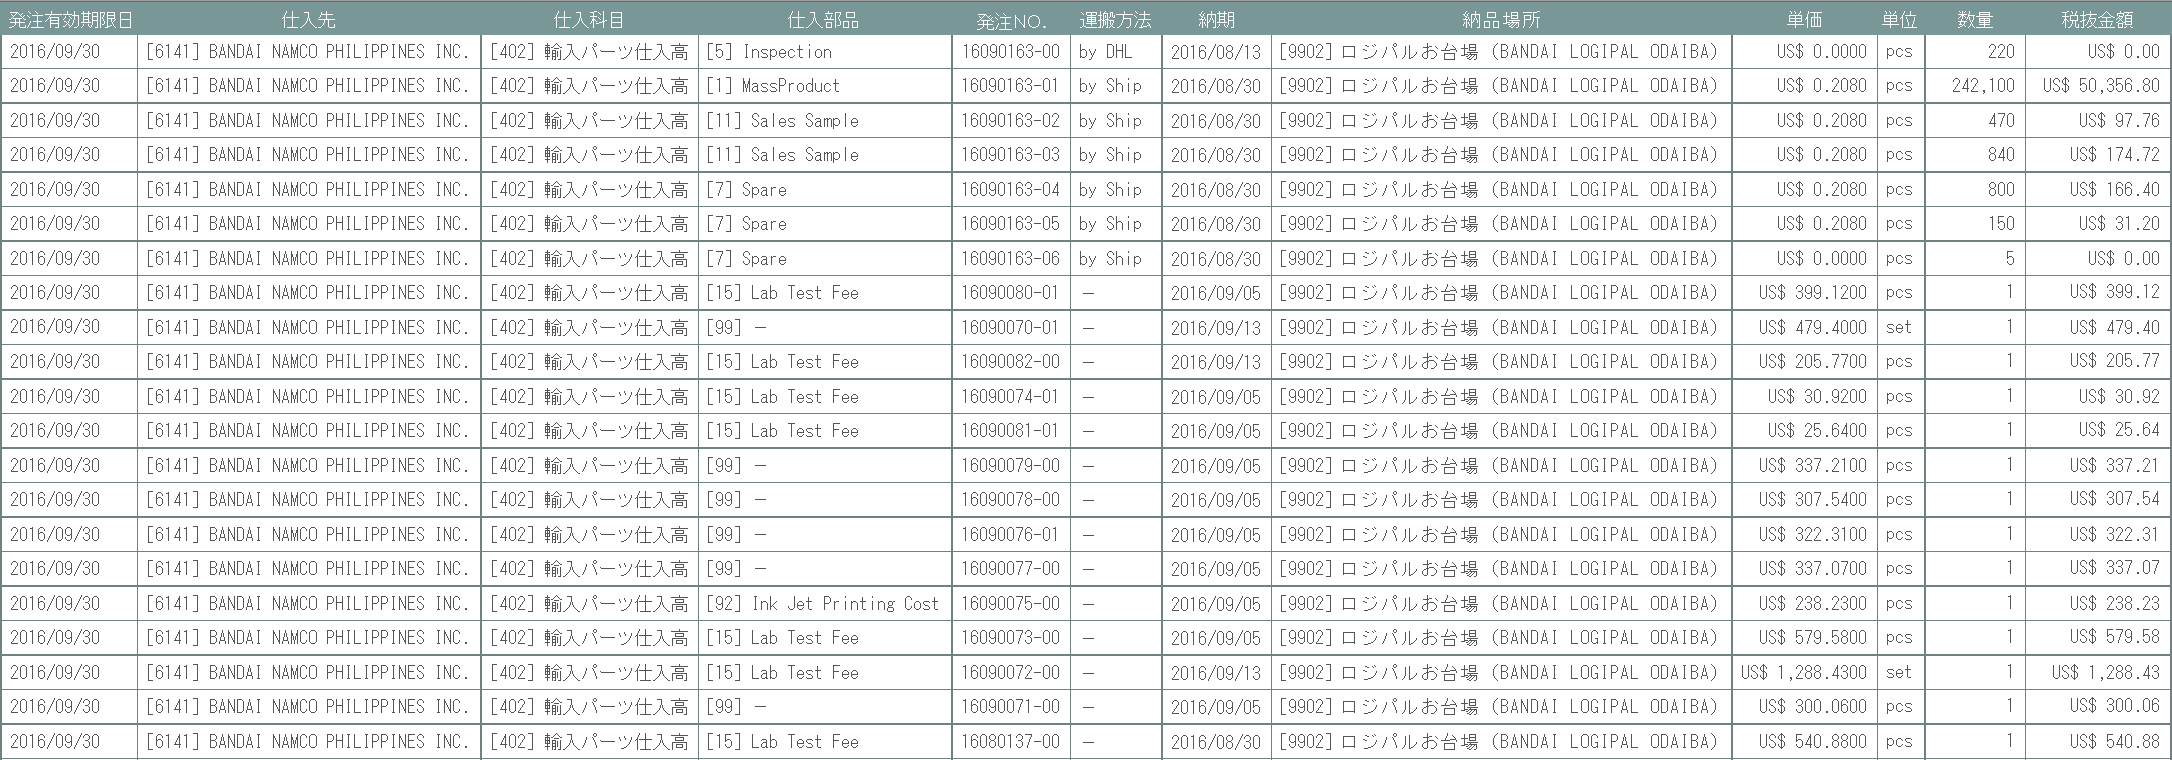 発注有効期限日 仕入先 仕入科目 仕入部品 発注NO. 運搬方法 納期 納品場所 単価 単位 数量 税抜金額
2016/09/30 [6141] BANDAI NAMCO PHILIPPINES INC. [402] 輸入パーツ仕入高 [5] Inspection 16090163-00 by DHL 2016/08/13 [9902] ロジパルお台場 (BANDAI LOGIPAL ODAIBA) US$ 0.0000 pcs 220 US$ 0.00
2016/09/30 [6141] BANDAI NAMCO PHILIPPINES INC. [402] 輸入パーツ仕入高 [1] MassProduct 16090163-01 by Ship 2016/08/30 [9902] ロジパルお台場 (BANDAI LOGIPAL ODAIBA) US$ 0.2080 pcs 242,100 US$ 50,356.80
2016/09/30 [6141] BANDAI NAMCO PHILIPPINES INC. [402] 輸入パーツ仕入高 [11] Sales Sample 16090163-02 by Ship 2016/08/30 [9902] ロジパルお台場 (BANDAI LOGIPAL ODAIBA) US$ 0.2080 pcs 470 US$ 97.76
2016/09/30 [6141] BANDAI NAMCO PHILIPPINES INC. [402] 輸入パーツ仕入高 [11] Sales Sample 16090163-03 by Ship 2016/08/30 [9902] ロジパルお台場 (BANDAI LOGIPAL ODAIBA) US$ 0.2080 pcs 840 US$ 174.72
2016/09/30 [6141] BANDAI NAMCO PHILIPPINES INC. [402] 輸入パーツ仕入高 [7] Spare 16090163-04 by Ship 2016/08/30 [9902] ロジパルお台場 (BANDAI LOGIPAL ODAIBA) US$ 0.2080 pcs 800 US$ 166.40
2016/09/30 [6141] BANDAI NAMCO PHILIPPINES INC. [402] 輸入パーツ仕入高 [7] Spare 16090163-05 by Ship 2016/08/30 [9902] ロジパルお台場 (BANDAI LOGIPAL ODAIBA) US$ 0.2080 pcs 150 US$ 31.20
2016/09/30 [6141] BANDAI NAMCO PHILIPPINES INC. [402] 輸入パーツ仕入高 [7] Spare 16090163-06 by Ship 2016/08/30 [9902] ロジパルお台場 (BANDAI LOGIPAL ODAIBA) US$ 0.0000 pcs 5 US$ 0.00
2016/09/30 [6141] BANDAI NAMCO PHILIPPINES INC. [402] 輸入パーツ仕入高 [15] Lab Test Fee 16090080-01 － 2016/09/05 [9902] ロジパルお台場 (BANDAI LOGIPAL ODAIBA) US$ 399.1200 pcs 1 US$ 399.12
2016/09/30 [6141] BANDAI NAMCO PHILIPPINES INC. [402] 輸入パーツ仕入高 [99] － 16090070-01 － 2016/09/13 [9902] ロジパルお台場 (BANDAI LOGIPAL ODAIBA) US$ 479.4000 set 1 US$ 479.40
2016/09/30 [6141] BANDAI NAMCO PHILIPPINES INC. [402] 輸入パーツ仕入高 [15] Lab Test Fee 16090082-00 － 2016/09/13 [9902] ロジパルお台場 (BANDAI LOGIPAL ODAIBA) US$ 205.7700 pcs 1 US$ 205.77
2016/09/30 [6141] BANDAI NAMCO PHILIPPINES INC. [402] 輸入パーツ仕入高 [15] Lab Test Fee 16090074-01 － 2016/09/05 [9902] ロジパルお台場 (BANDAI LOGIPAL ODAIBA) US$ 30.9200 pcs 1 US$ 30.92
2016/09/30 [6141] BANDAI NAMCO PHILIPPINES INC. [402] 輸入パーツ仕入高 [15] Lab Test Fee 16090081-01 － 2016/09/05 [9902] ロジパルお台場 (BANDAI LOGIPAL ODAIBA) US$ 25.6400 pcs 1 US$ 25.64
2016/09/30 [6141] BANDAI NAMCO PHILIPPINES INC. [402] 輸入パーツ仕入高 [99] － 16090079-00 － 2016/09/05 [9902] ロジパルお台場 (BANDAI LOGIPAL ODAIBA) US$ 337.2100 pcs 1 US$ 337.21
2016/09/30 [6141] BANDAI NAMCO PHILIPPINES INC. [402] 輸入パーツ仕入高 [99] － 16090078-00 － 2016/09/05 [9902] ロジパルお台場 (BANDAI LOGIPAL ODAIBA) US$ 307.5400 pcs 1 US$ 307.54
2016/09/30 [6141] BANDAI NAMCO PHILIPPINES INC. [402] 輸入パーツ仕入高 [99] － 16090076-01 － 2016/09/05 [9902] ロジパルお台場 (BANDAI LOGIPAL ODAIBA) US$ 322.3100 pcs 1 US$ 322.31
2016/09/30 [6141] BANDAI NAMCO PHILIPPINES INC. [402] 輸入パーツ仕入高 [99] － 16090077-00 － 2016/09/05 [9902] ロジパルお台場 (BANDAI LOGIPAL ODAIBA) US$ 337.0700 pcs 1 US$ 337.07
2016/09/30 [6141] BANDAI NAMCO PHILIPPINES INC. [402] 輸入パーツ仕入高 [92] Ink Jet Printing Cost 16090075-00 － 2016/09/05 [9902] ロジパルお台場 (BANDAI LOGIPAL ODAIBA) US$ 238.2300 pcs 1 US$ 238.23
2016/09/30 [6141] BANDAI NAMCO PHILIPPINES INC. [402] 輸入パーツ仕入高 [15] Lab Test Fee 16090073-00 － 2016/09/05 [9902] ロジパルお台場 (BANDAI LOGIPAL ODAIBA) US$ 579.5800 pcs 1 US$ 579.58
2016/09/30 [6141] BANDAI NAMCO PHILIPPINES INC. [402] 輸入パーツ仕入高 [15] Lab Test Fee 16090072-00 － 2016/09/13 [9902] ロジパルお台場 (BANDAI LOGIPAL ODAIBA) US$ 1,288.4300 set 1 US$ 1,288.43
2016/09/30 [6141] BANDAI NAMCO PHILIPPINES INC. [402] 輸入パーツ仕入高 [99] － 16090071-00 － 2016/09/05 [9902] ロジパルお台場 (BANDAI LOGIPAL ODAIBA) US$ 300.0600 pcs 1 US$ 300.06
2016/09/30 [6141] BANDAI NAMCO PHILIPPINES INC. [402] 輸入パーツ仕入高 [15] Lab Test Fee 16080137-00 － 2016/08/30 [9902] ロジパルお台場 (BANDAI LOGIPAL ODAIBA) US$ 540.8800 pcs 1 US$ 540.88